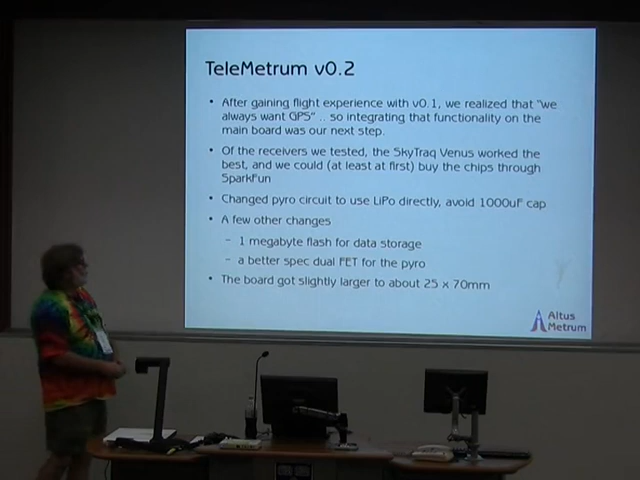 TeleMetrum v0.2
• After gaining flight experience with v0.1, we realized that "we
always want GPS" .. so integrating that functionality on the
main board was our next step.
• Of the receivers we tested, the SkyTraq Venus worked the
best, and we could (at least at first) buy the chips through
SparkFun
• Changed pyro circuit to use LiPo directly, avoid 1000uF cap
• A few other changes
– 1 megabyte flash for data storage
– a better spec dual FET for the pyro
• The board got slightly larger to about 25 x 70mm
Altus
Metrum